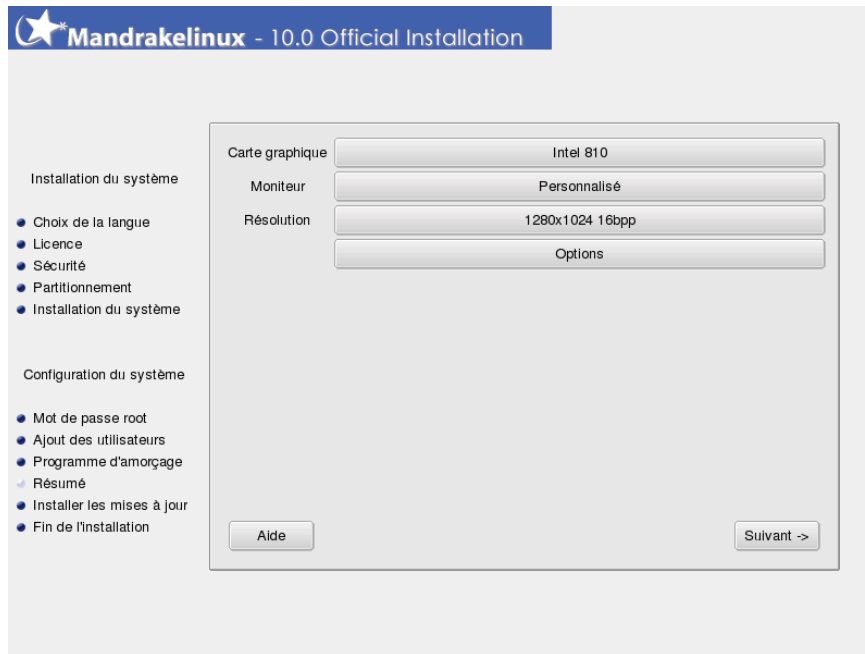 Mandrakelinux - 10.0 Official Installation
Installation du système
Choix de la langue
Licence
Sécurité
Partitionnement
Installation du système
Configuration du système
Mot de passe root
Ajout des utilisateurs
Programme d'amorçage
Résumé
Installer les mises à jour
Fin de l'installation
Carte graphique
Intel 810
Moniteur
Personnalisé
Résolution
1280x1024 16bpp
Options
Aide
Suivant ->